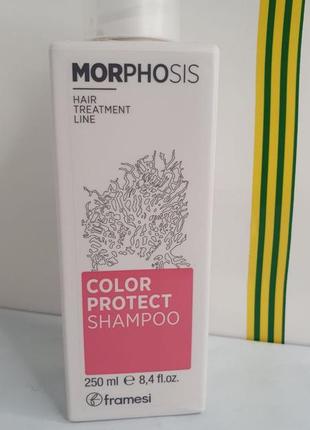 MORPHOSIS
HAIR
TREATMENT
LINE
COLOR
PROTECT
SHAMPOO
250 ml ℮ 8,4 fl.oz.
framesi